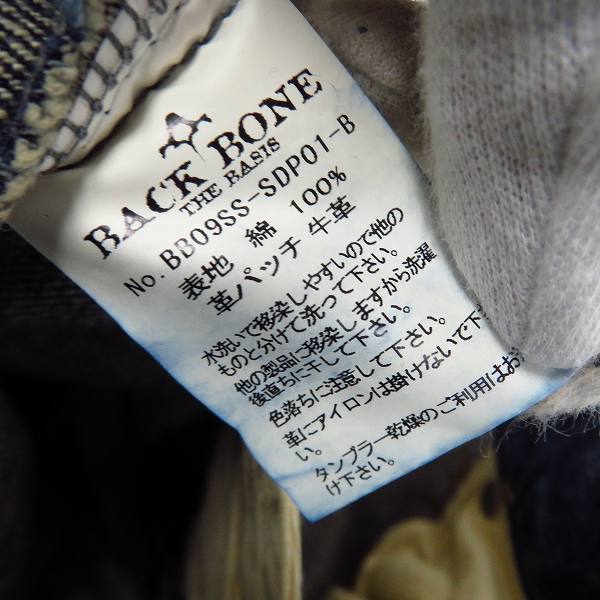 BACK BONE
THE BASIS
No. BB09SS-SDP01-B
表地 綿 100%
革パッチ 牛革
水洗いで移染しやすいので他の
ものと分けて洗って下さい。
他の製品に移染しますから洗濯
後直ちに干して下さい。
色落ちに注意して下さい。
革にアイロンは掛けないで下
い。
タンブラー乾燥のご利用はお
け下さい。